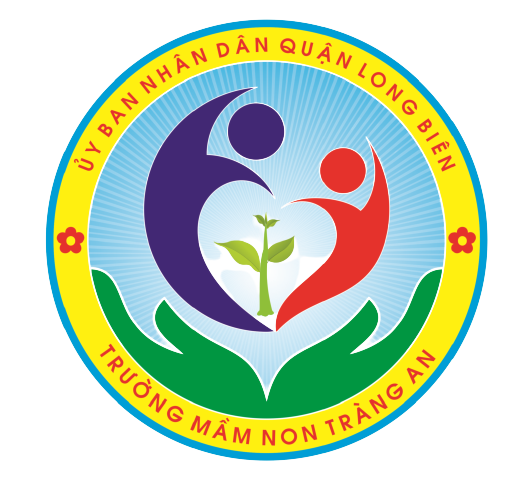 ỦY BAN NHÂN DÂN QUẬN LONG BIÊN
TRƯỜNG MẦM NON TRÀNG AN